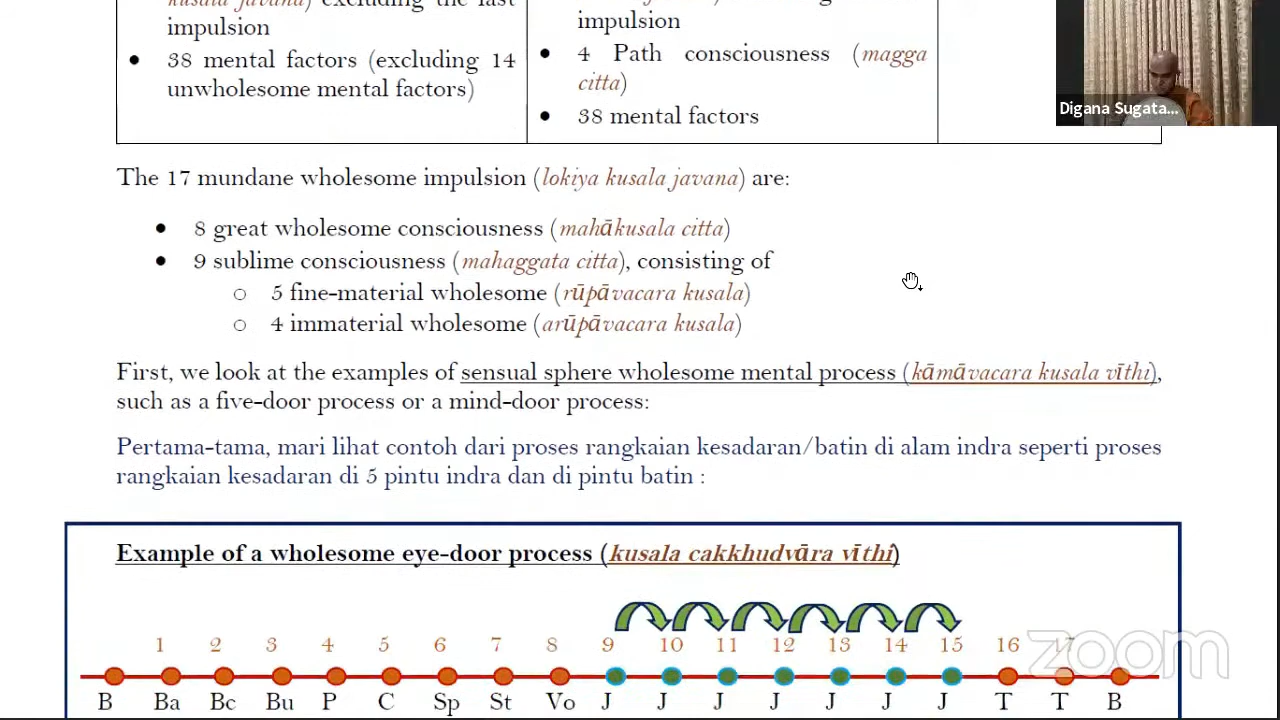 kusala javana) excluding the last
impulsion
impulsion
• 38 mental factors (excluding 14
unwholesome mental factors)
• 4 Path consciousness (magga
citta)
• 38 mental factors
Digana Sugata...
The 17 mundane wholesome impulsion (lokiya kusala javana) are:
• 8 great wholesome consciousness (mahākusala citta)
• 9 sublime consciousness (mahaggata citta), consisting of
○ 5 fine-material wholesome (rūpāvacara kusala)
○ 4 immaterial wholesome (arūpāvacara kusala)
First, we look at the examples of sensual sphere wholesome mental process (kāmāvacara kusala vīthi),
such as a five-door process or a mind-door process:
Pertama-tama, mari lihat contoh dari proses rangkaian kesadaran/batin di alam indra seperti proses
rangkaian kesadaran di 5 pintu indra dan di pintu batin :
Example of a wholesome eye-door process (kusala cakkhudvāra vīthi)
1 2 3 4 5 6 7 8 9 10 11 12 13 14 15 16 17
zoom
B Ba Bc Bu P C Sp St Vo J J J J J J J T T B